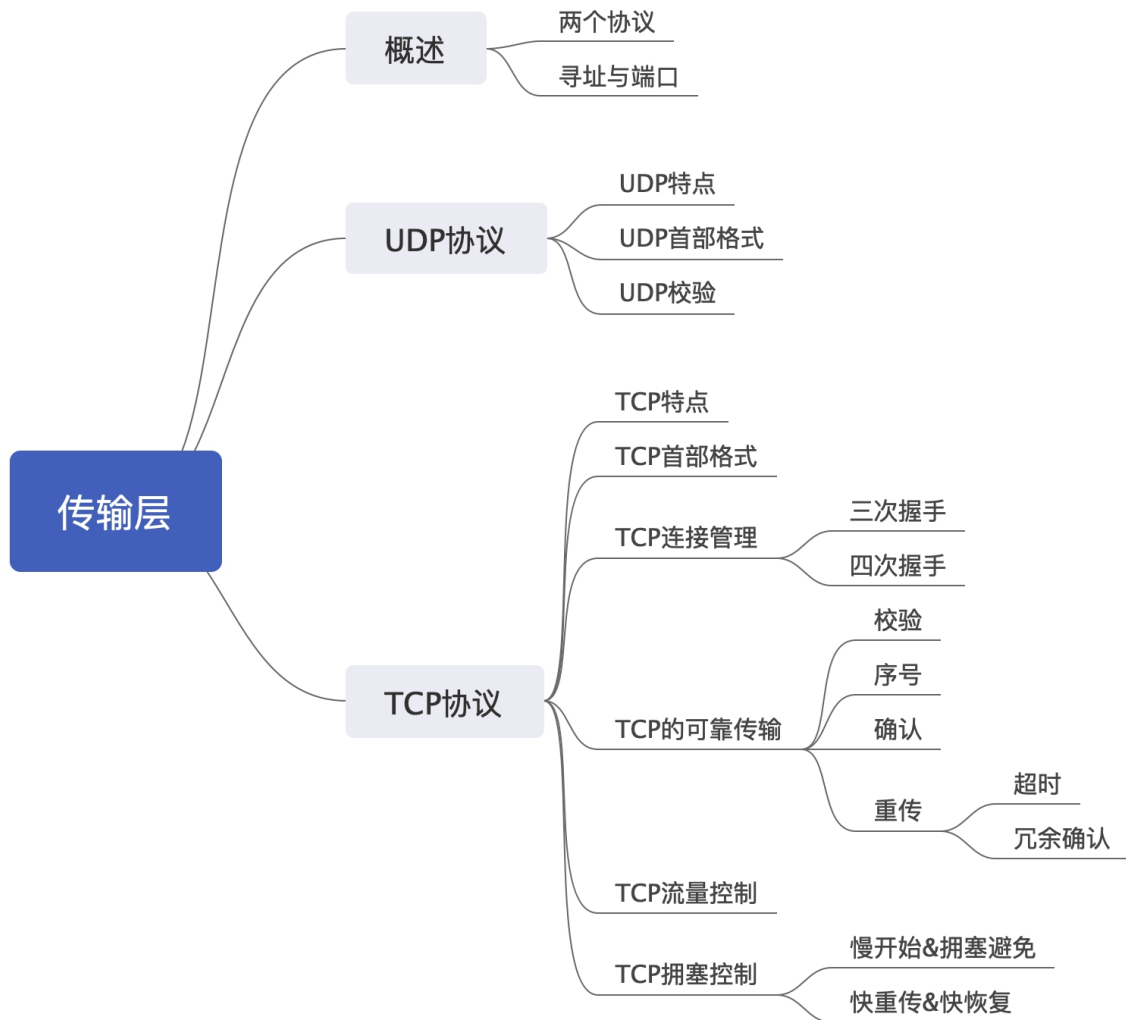 传输层
概述
两个协议
寻址与端口
UDP协议
UDP特点
UDP首部格式
UDP校验
TCP协议
TCP特点
TCP首部格式
TCP连接管理
三次握手
四次握手
TCP的可靠传输
校验
序号
确认
重传
超时
冗余确认
TCP流量控制
TCP拥塞控制
慢开始&拥塞避免
快重传&快恢复